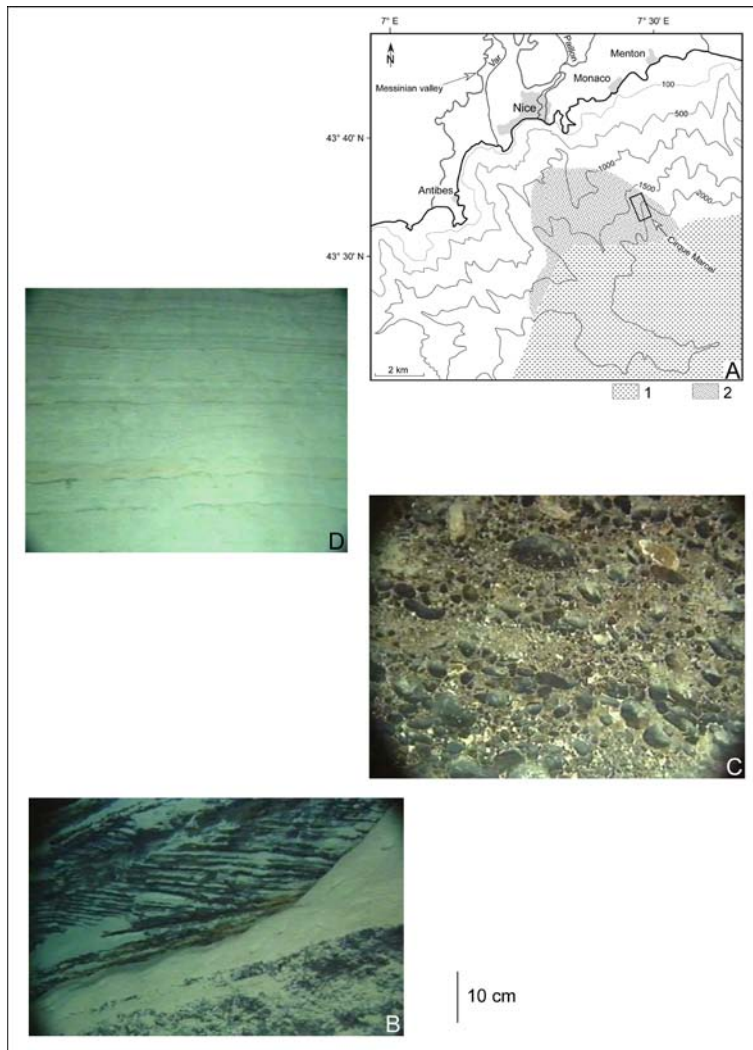 7° E
7° 30' E
N
Messinian valley
Var
Paillon
Menton
Monaco
Nice
100
500
43° 40' N
1000
1500
2000
Antibes
Cirque Marcel
43° 30' N
2 km
A
1
2
D
C
B
10 cm